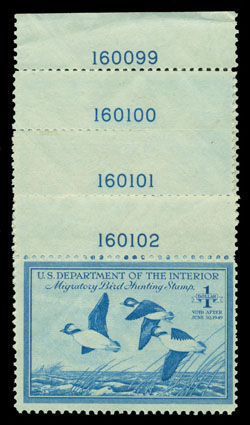 160099
160100
160101
160102
U.S. DEPARTMENT OF THE INTERIOR
Migratory Bird Hunting Stamp.
$1
DOLLAR
VOID AFTER
JUNE 30, 1949